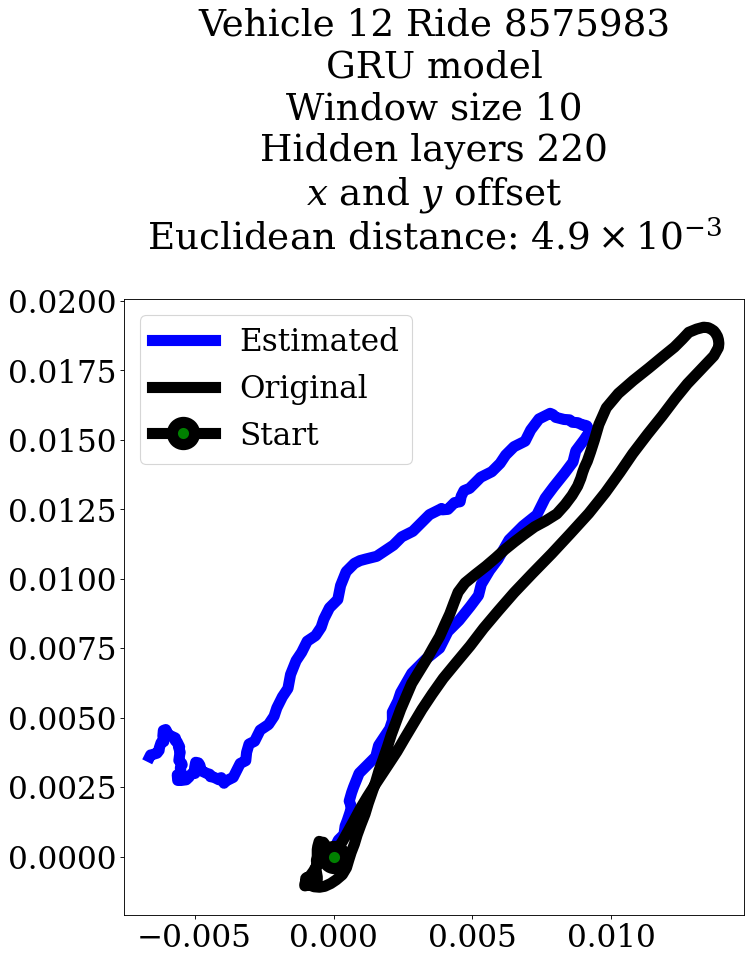 Vehicle 12 Ride 8575983
GRU model
Window size 10
Hidden layers 220
x and y offset
Euclidean distance: 4.9 × 10⁻³
0.0200
0.0175
0.0150
0.0125
0.0100
0.0075
0.0050
0.0025
0.0000
Estimated
Original
Start
−0.005 0.000 0.005 0.010